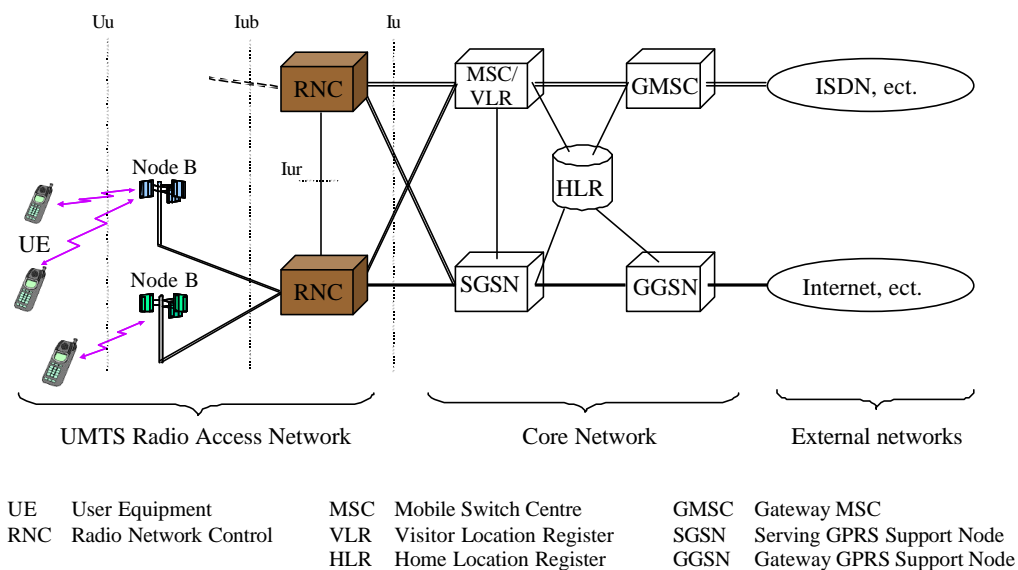 Uu Iub Iu
RNC
MSC/
VLR
GMSC
ISDN, ect.
Node B
Iur
HLR
UE
Node B
RNC
SGSN
GGSN
Internet, ect.
UMTS Radio Access Network
Core Network
External networks
UE User Equipment
RNC Radio Network Control
MSC Mobile Switch Centre
VLR Visitor Location Register
HLR Home Location Register
GMSC Gateway MSC
SGSN Serving GPRS Support Node
GGSN Gateway GPRS Support Node